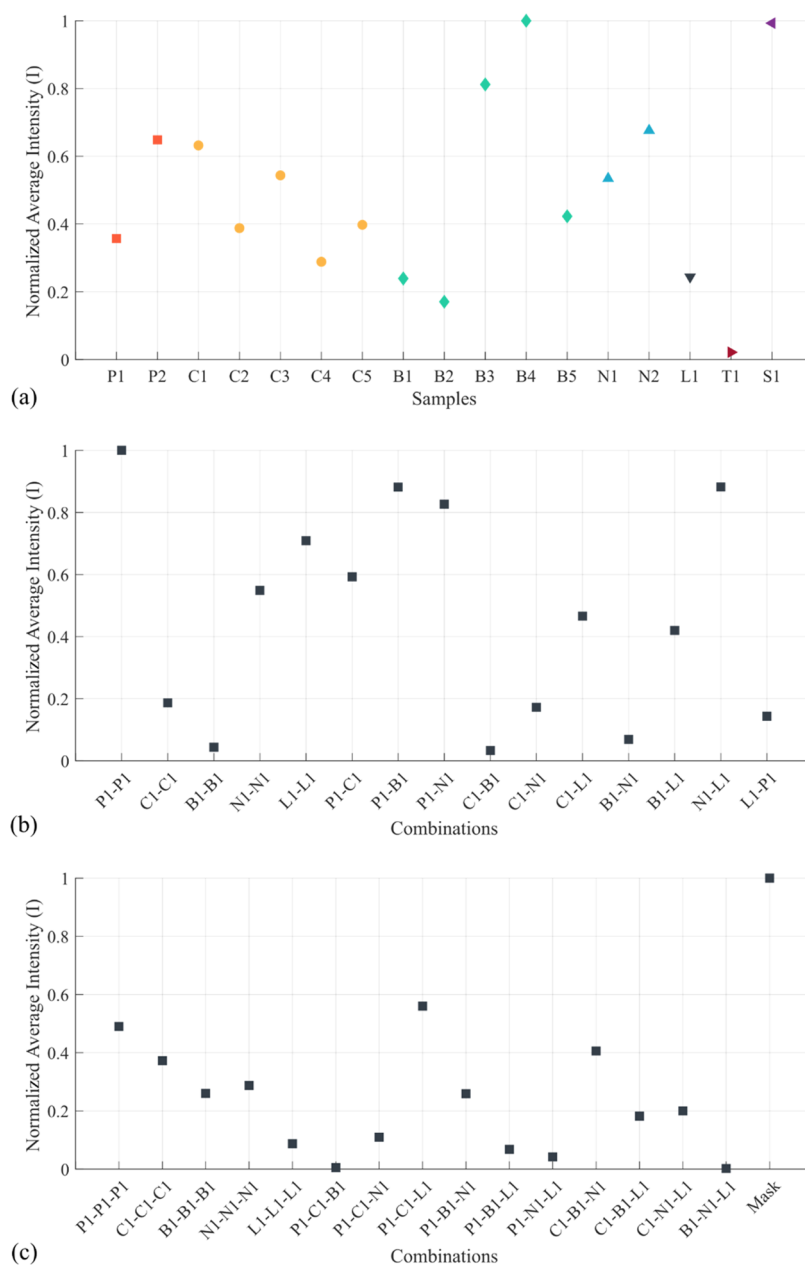 1
0.8
0.6
0.4
0.2
0
Normalized Average Intensity (I)
P1 P2 C1 C2 C3 C4 C5 B1 B2 B3 B4 B5 N1 N2 L1 T1 S1
(a)
Samples
1
0.8
0.6
0.4
0.2
0
Normalized Average Intensity (I)
P1-P1 C1-C1 B1-B1 N1-N1 L1-L1 P1-C1 P1-B1 P1-N1 C1-B1 C1-N1 C1-L1 B1-N1 B1-L1 N1-L1 L1-P1
(b)
Combinations
1
0.8
0.6
0.4
0.2
0
Normalized Average Intensity (I)
P1-P1-P1 C1-C1-C1 B1-B1-B1 N1-N1-N1 L1-L1-L1 P1-C1-B1 P1-C1-N1 P1-C1-L1 P1-B1-N1 P1-B1-L1 P1-N1-L1 C1-B1-N1 C1-B1-L1 C1-N1-L1 B1-N1-L1 Mask
(c)
Combinations